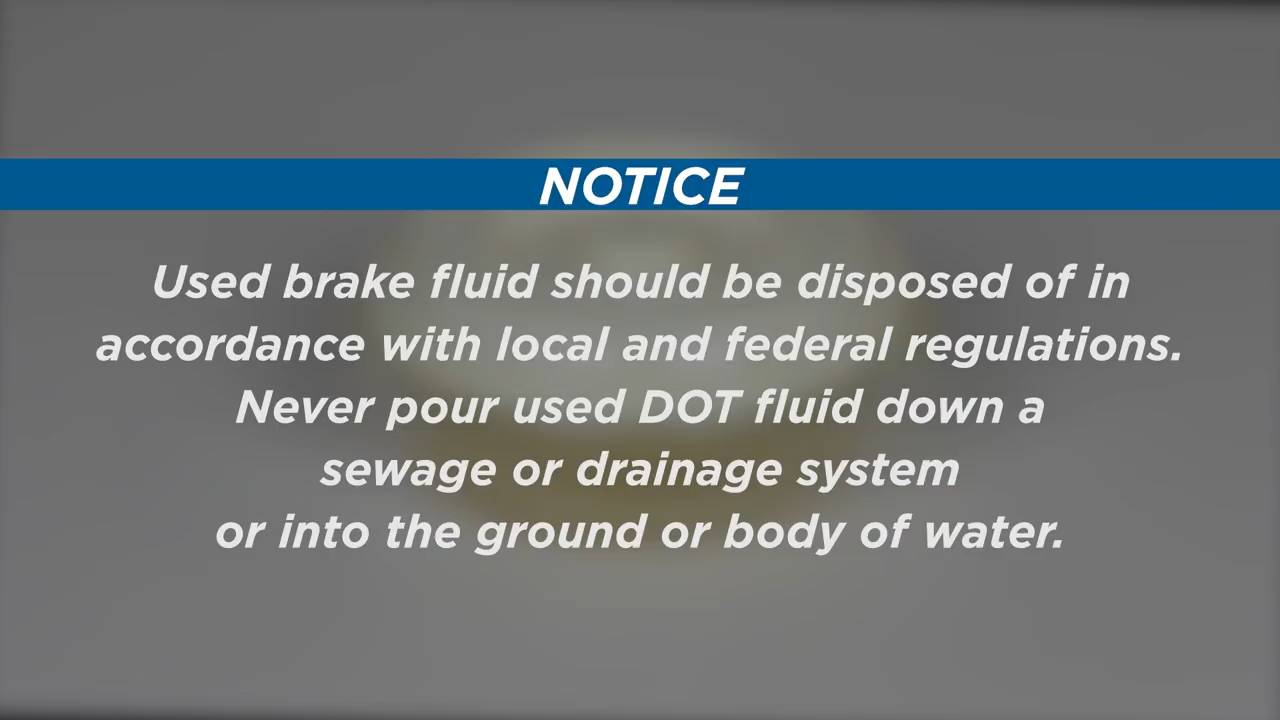 NOTICE
Used brake fluid should be disposed of in
accordance with local and federal regulations.
Never pour used DOT fluid down a
sewage or drainage system
or into the ground or body of water.